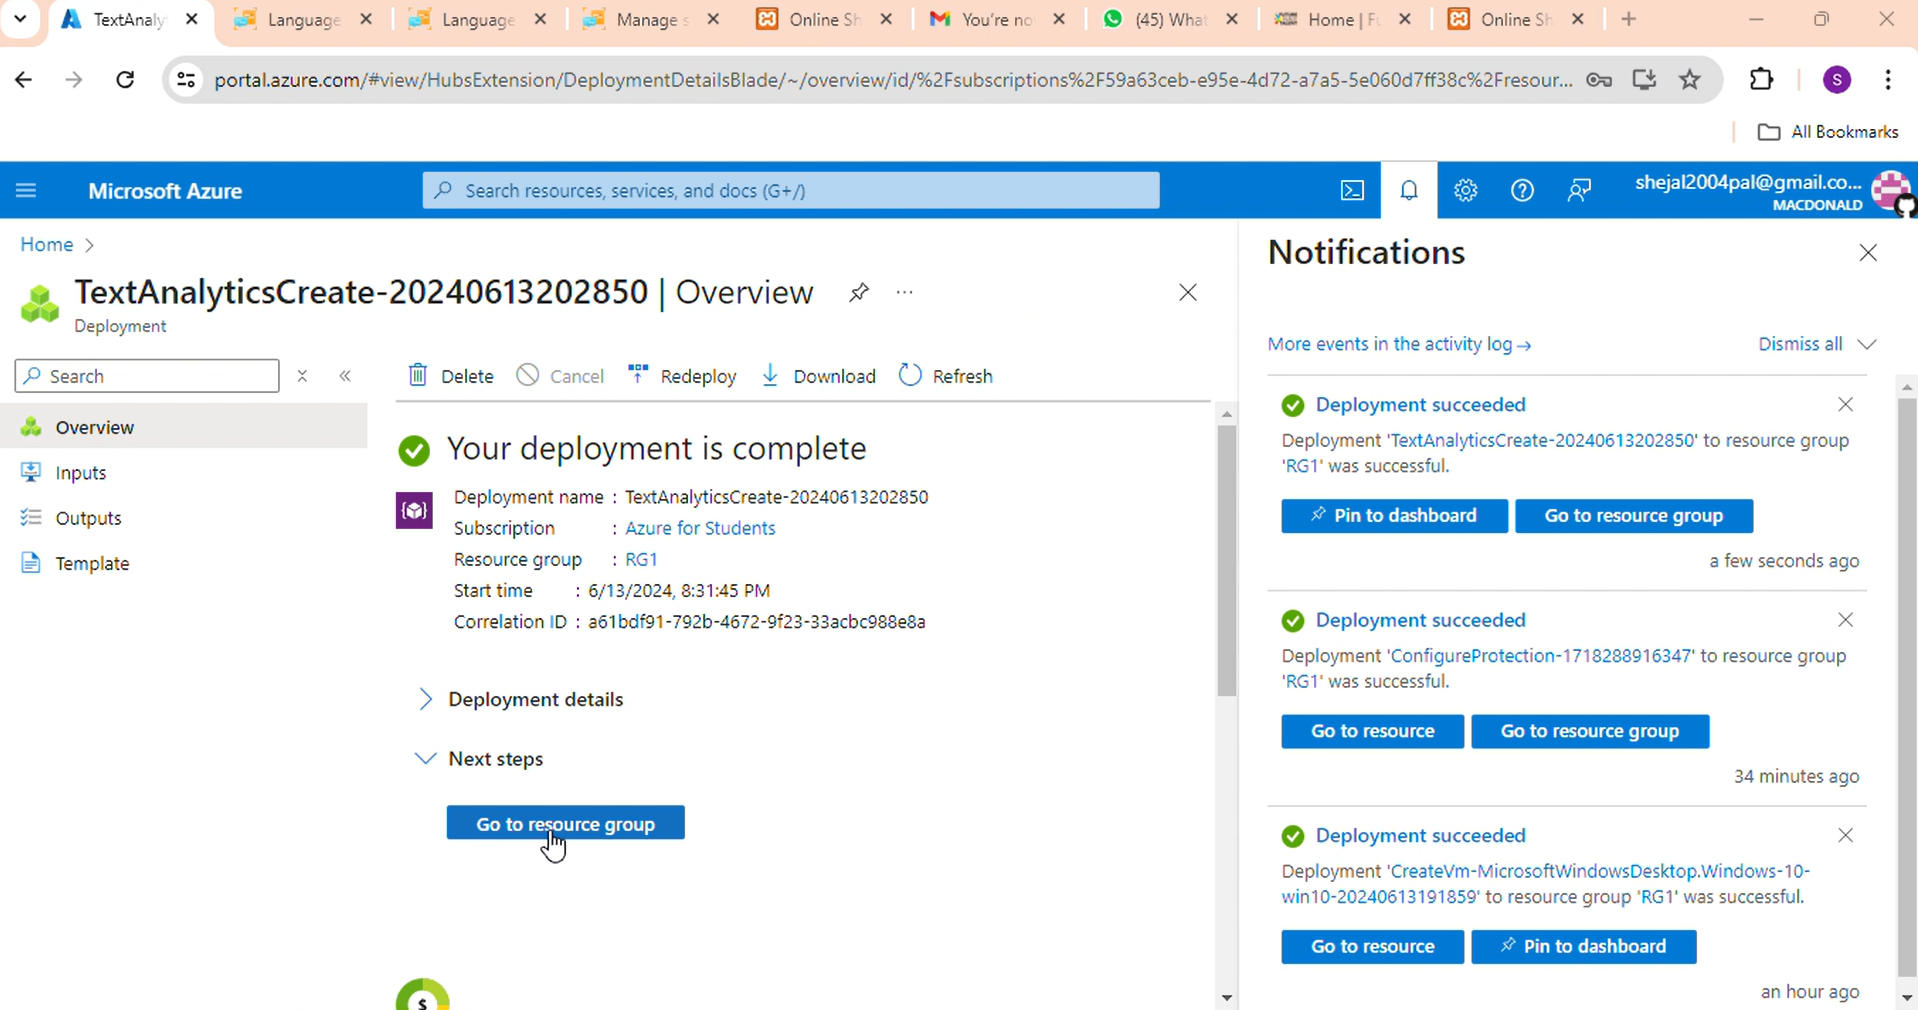 TextAnaly
Language
Language
Manage s
Online Sh
You're no
(45) What
Home | Fu
Online Sh
portal.azure.com/#view/HubsExtension/DeploymentDetailsBlade/~/overview/id/%2Fsubscriptions%2F59a63ceb-e95e-4d72-a7a5-5e060d7ff38c%2Fresour...
S
All Bookmarks
Microsoft Azure
Search resources, services, and docs (G+/)
shejal2004pal@gmail.co...
MACDONALD
Home
TextAnalyticsCreate-20240613202850 | Overview
Deployment
Search
Delete
Cancel
Redeploy
Download
Refresh
Overview
Inputs
Outputs
Template
Your deployment is complete
Deployment name : TextAnalyticsCreate-20240613202850
Subscription : Azure for Students
Resource group : RG1
Start time : 6/13/2024, 8:31:45 PM
Correlation ID : a61bdf91-792b-4672-9f23-33acbc988e8a
Deployment details
Next steps
Go to resource group
$
Notifications
More events in the activity log →
Dismiss all
Deployment succeeded
Deployment 'TextAnalyticsCreate-20240613202850' to resource group
'RG1' was successful.
Pin to dashboard
Go to resource group
a few seconds ago
Deployment succeeded
Deployment 'ConfigureProtection-1718288916347' to resource group
'RG1' was successful.
Go to resource
Go to resource group
34 minutes ago
Deployment succeeded
Deployment 'CreateVm-MicrosoftWindowsDesktop.Windows-10-
win10-20240613191859' to resource group 'RG1' was successful.
Go to resource
Pin to dashboard
an hour ago